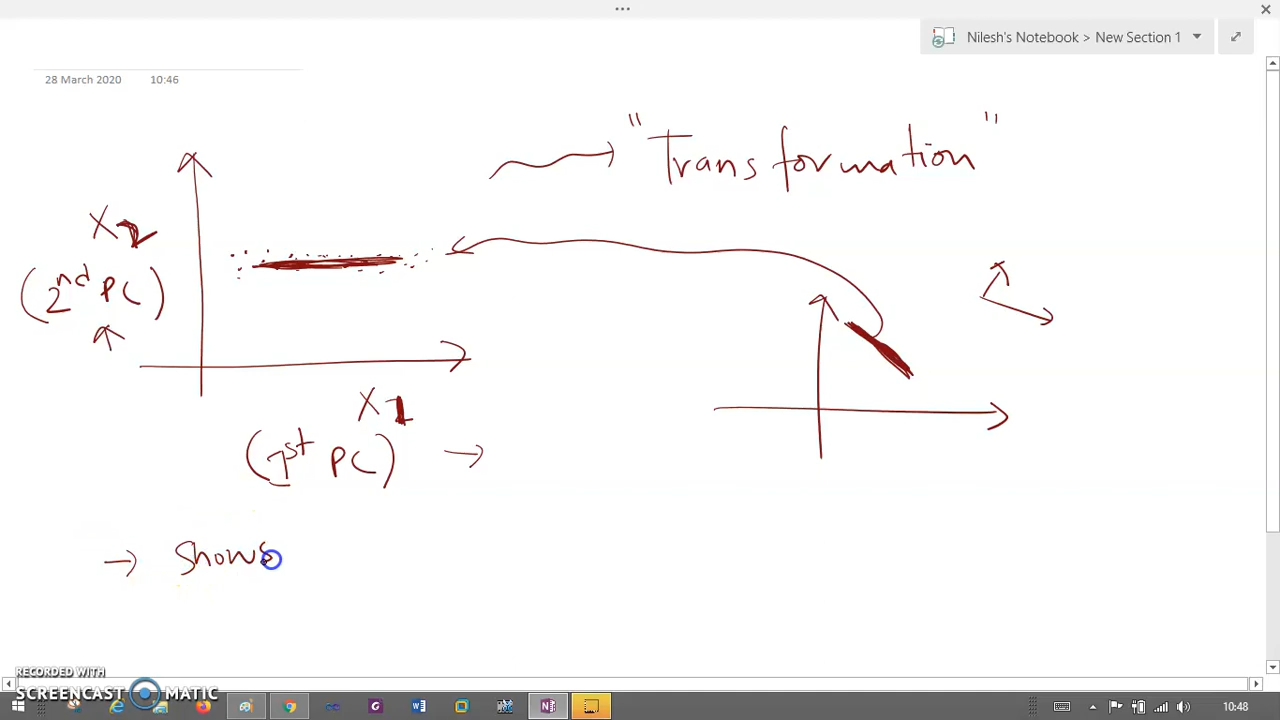 Nilesh's Notebook > New Section 1
28 March 2020 10:46
"Transformation"
X2
(2nd PC)
X1
(1st PC) →
→ Shows
RECORDED WITH
SCREENCAST MATIC
10:48